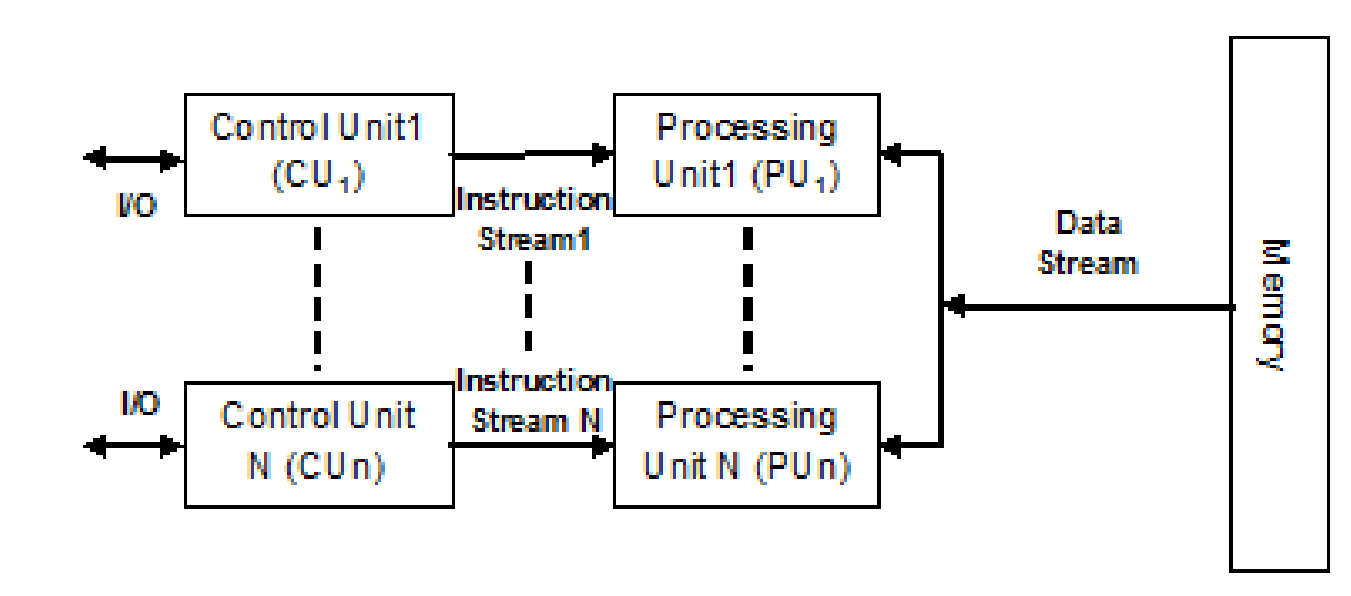 Control Unit1
(CU₁)
I/O
Instruction
Stream1
Processing
Unit1 (PU₁)
Data
Stream
Memory
I/O
Control Unit
N (CUn)
Instruction
Stream N
Processing
Unit N (PUn)